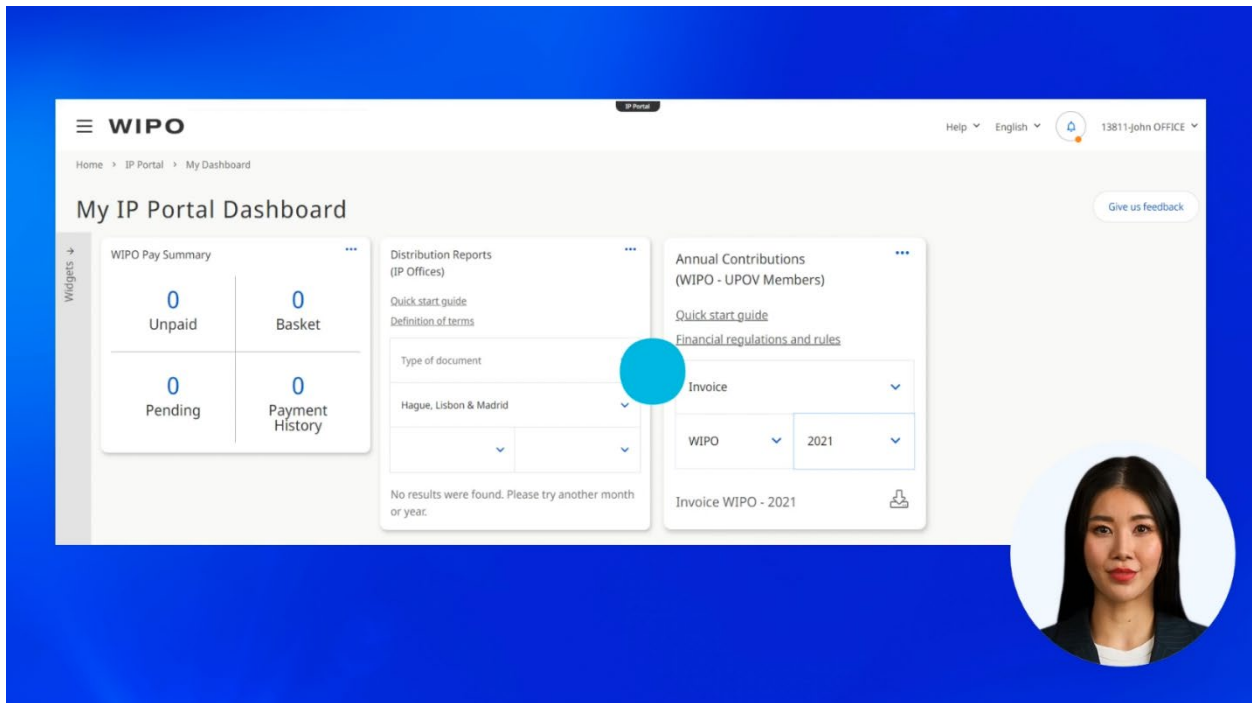 IP Portal
WIPO
Help
English
13811-John OFFICE
Home > IP Portal > My Dashboard
My IP Portal Dashboard
Give us feedback
Widgets
WIPO Pay Summary
0
Unpaid
0
Basket
0
Pending
0
Payment
History
Distribution Reports
(IP Offices)
Quick start guide
Definition of terms
Type of document
Hague, Lisbon & Madrid
No results were found. Please try another month
or year.
Annual Contributions
(WIPO - UPOV Members)
Quick start guide
Financial regulations and rules
Invoice
WIPO
2021
Invoice WIPO - 2021